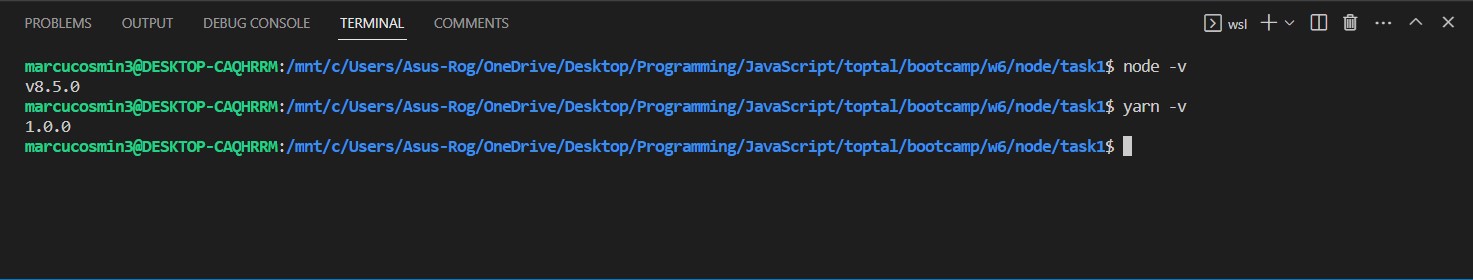 PROBLEMS OUTPUT DEBUG CONSOLE TERMINAL COMMENTS wsl
marcucosmin3@DESKTOP-CAQHRRM:/mnt/c/Users/Asus-Rog/OneDrive/Desktop/Programming/JavaScript/toptal/bootcamp/w6/node/task1$ node -v
v8.5.0
marcucosmin3@DESKTOP-CAQHRRM:/mnt/c/Users/Asus-Rog/OneDrive/Desktop/Programming/JavaScript/toptal/bootcamp/w6/node/task1$ yarn -v
1.0.0
marcucosmin3@DESKTOP-CAQHRRM:/mnt/c/Users/Asus-Rog/OneDrive/Desktop/Programming/JavaScript/toptal/bootcamp/w6/node/task1$